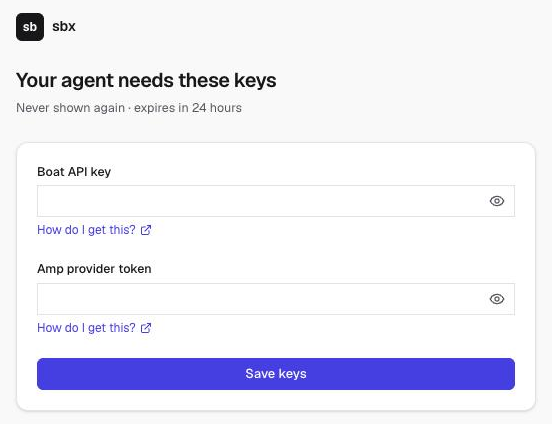 sb sbx
Your agent needs these keys
Never shown again · expires in 24 hours
Boat API key
How do I get this?
Amp provider token
How do I get this?
Save keys